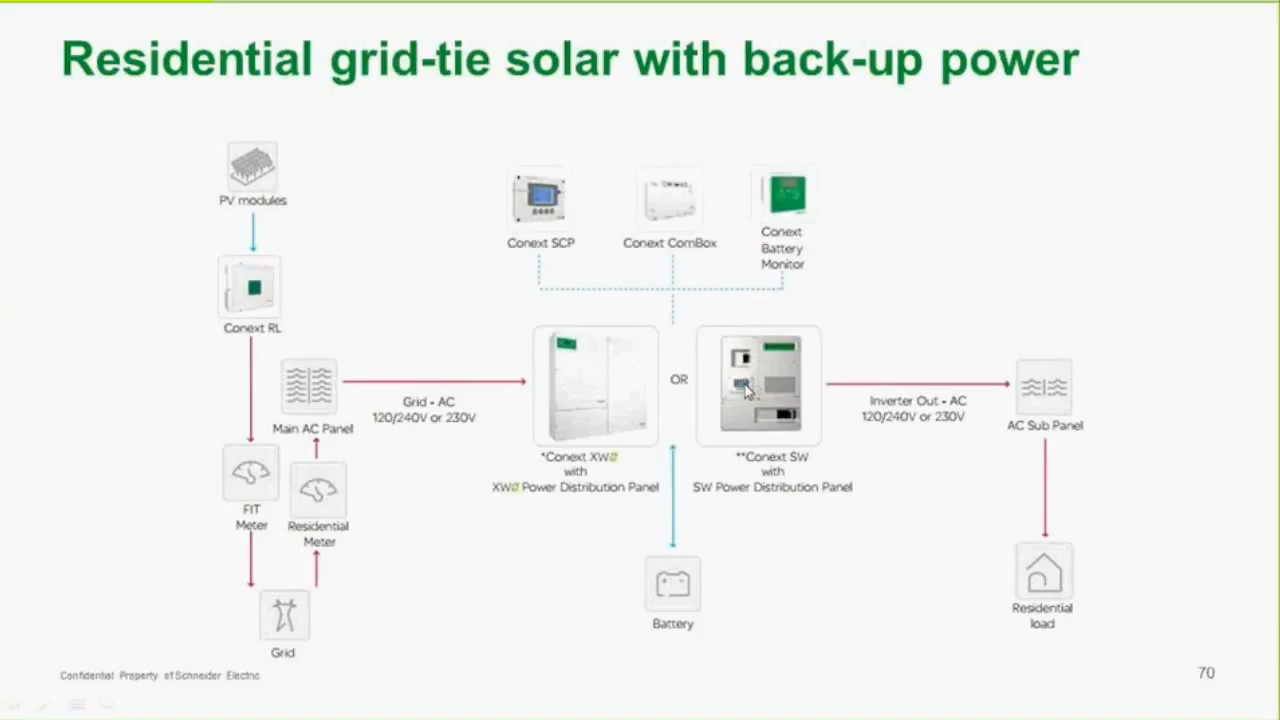 Residential grid-tie solar with back-up power
PV modules
Conext SCP
Conext ComBox
Conext
Battery
Monitor
Conext RL
Main AC Panel
Grid - AC
120/240V or 230V
OR
Inverter Out - AC
120/240V or 230V
AC Sub Panel
*Conext XW
with
XW Power Distribution Panel
**Conext SW
with
SW Power Distribution Panel
FIT
Meter
Residential
Meter
Battery
Residential
load
Grid
Confidential Property of Schneider Electric
70